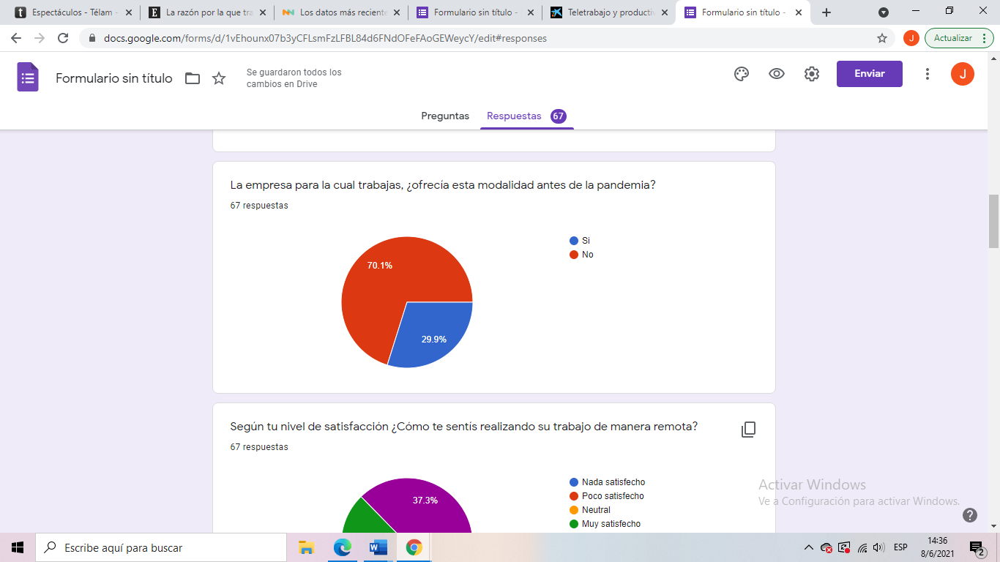 Espectáculos - Télam -
La razón por la que tra
Los datos más reciente
Formulario sin título -
Teletrabajo y productiv
Formulario sin título -
docs.google.com/forms/d/1vEhounx07b3yCFLsmFzLFBL84d6FNdOFeFAoGEWeycY/edit#responses
J
Actualizar
Formulario sin título
Se guardaron todos los
cambios en Drive
Enviar
J
Preguntas
Respuestas 67
La empresa para la cual trabajas, ¿ofrecía esta modalidad antes de la pandemia?
67 respuestas
Si
No
70.1%
29.9%
Según tu nivel de satisfacción ¿Cómo te sentís realizando su trabajo de manera remota?
67 respuestas
Nada satisfecho
Poco satisfecho
Neutral
Muy satisfecho
37.3%
Activar Windows
Ve a Configuración para activar Windows.
Escribe aquí para buscar
ESP
14:36
8/6/2021
2